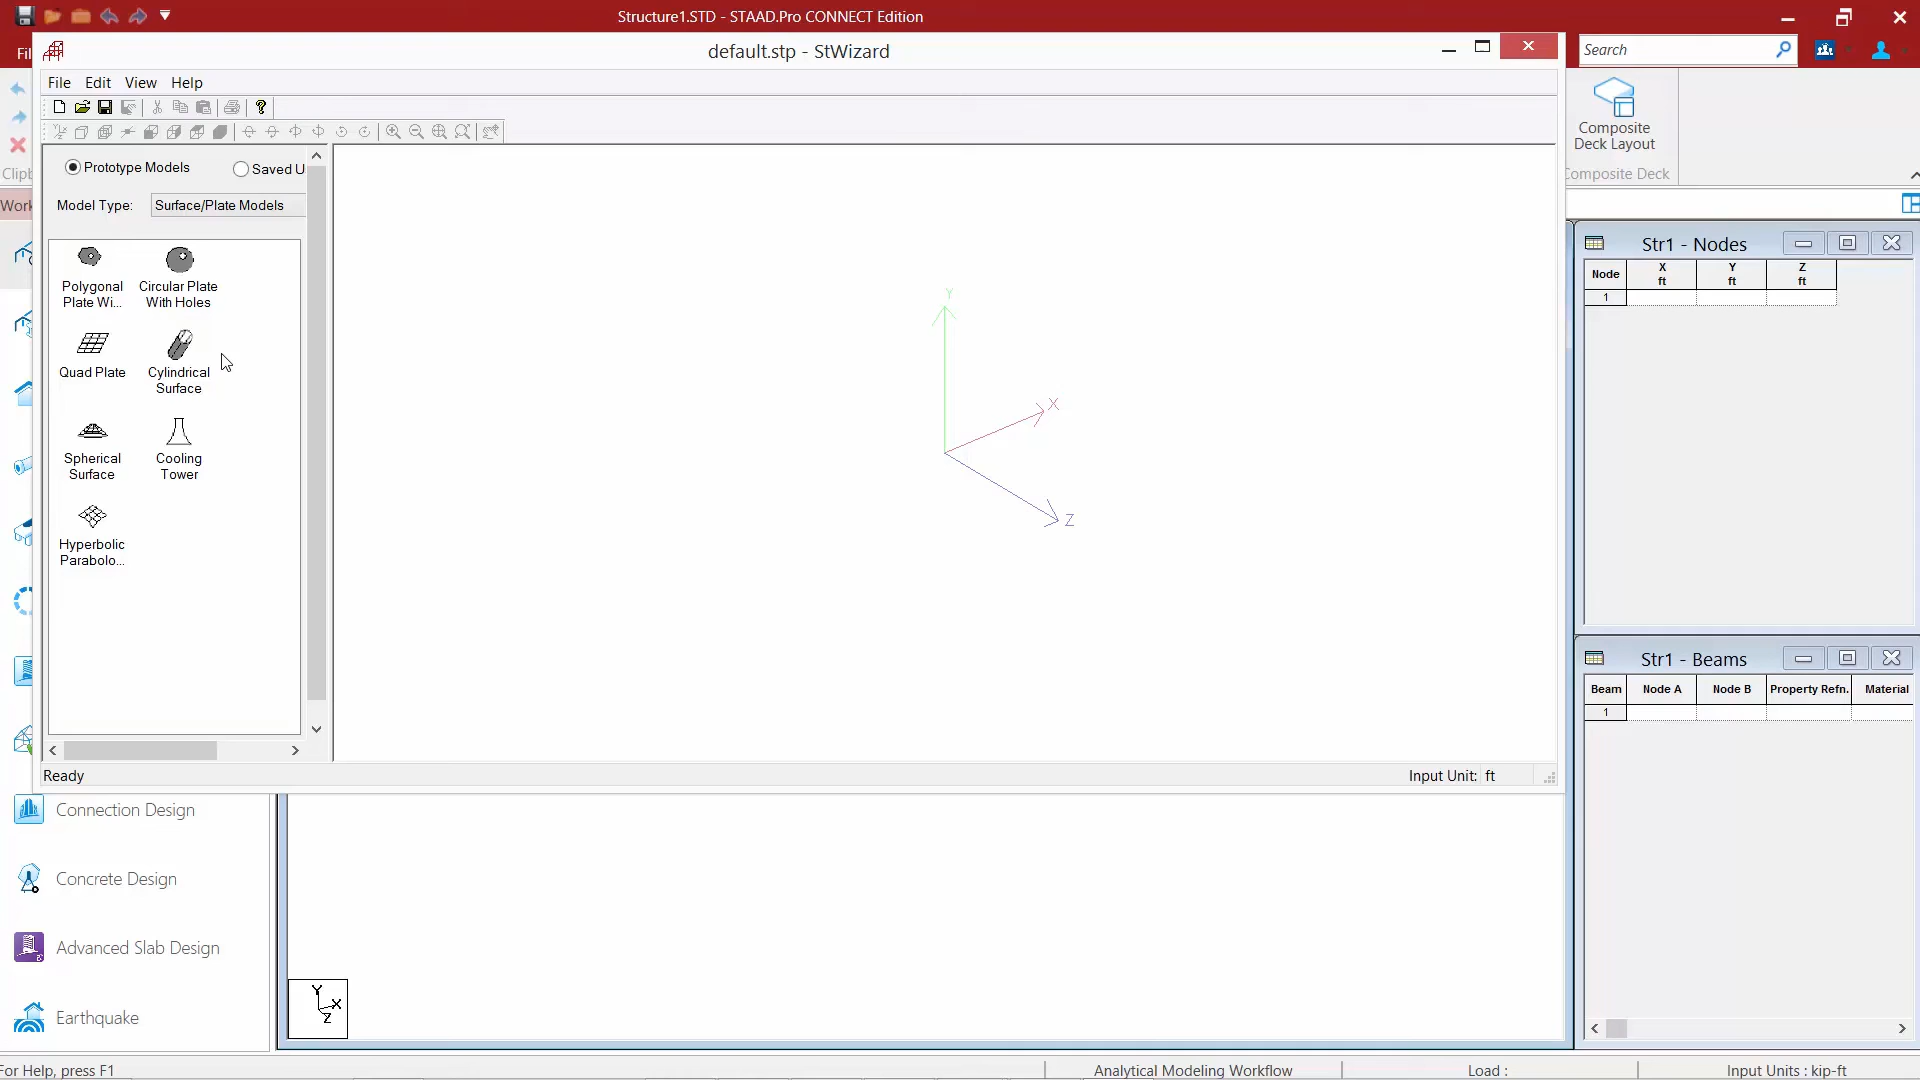 Structure1.STD - STAAD.Pro CONNECT Edition
Fil
default.stp - StWizard
Search
File Edit View Help
Composite
Deck Layout
Composite Deck
Clipb
Work
Prototype Models
Saved U
Model Type:
Surface/Plate Models
Polygonal
Plate Wi...
Circular Plate
With Holes
Quad Plate
Cylindrical
Surface
Spherical
Surface
Cooling
Tower
Hyperbolic
Parabolo...
Y
X
Z
Ready
Input Unit: ft
Str1 - Nodes
Node X ft Y ft Z ft
1
Str1 - Beams
Beam Node A Node B Property Refn. Material
1
Connection Design
Concrete Design
Advanced Slab Design
Earthquake
Y
X
Z
For Help, press F1
Analytical Modeling Workflow
Load :
Input Units : kip-ft